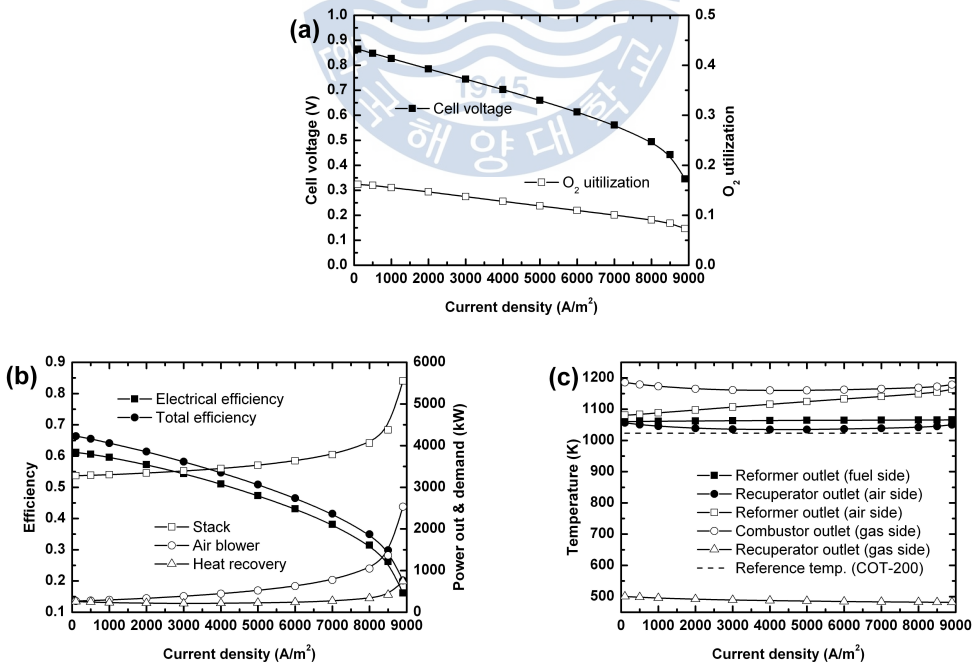 (a)
1.0
0.9
0.8
0.7
0.6
0.5
0.4
0.3
0.2
0.1
0.0
Cell voltage (V)
0.5
0.4
0.3
0.2
0.1
0.0
O2 utilization
1945
해양대학교
Cell voltage
O2 uitilization
0 1000 2000 3000 4000 5000 6000 7000 8000 9000
Current density (A/m2)
(b)
0.9
0.8
0.7
0.6
0.5
0.4
0.3
0.2
0.1
Efficiency
6000
5000
4000
3000
2000
1000
0
Power out & demand (kW)
Electrical efficiency
Total efficiency
Stack
Air blower
Heat recovery
0 1000 2000 3000 4000 5000 6000 7000 8000 9000
Current density (A/m2)
(c)
1200
1100
1000
900
800
700
600
500
Temperature (K)
Reformer outlet (fuel side)
Recuperator outlet (air side)
Reformer outlet (air side)
Combustor outlet (gas side)
Recuperator outlet (gas side)
Reference temp. (COT-200)
0 1000 2000 3000 4000 5000 6000 7000 8000 9000
Current density (A/m2)